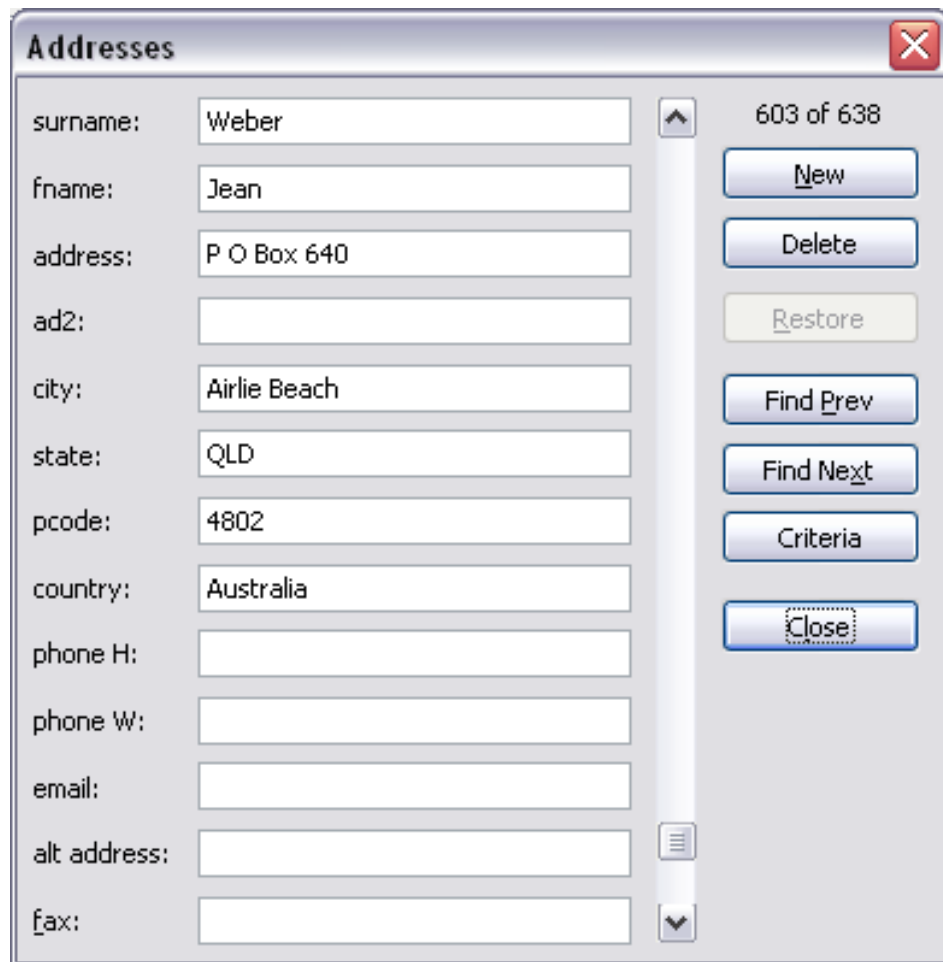 Addresses
surname: Weber
fname: Jean
address: P O Box 640
ad2:
city: Airlie Beach
state: QLD
pcode: 4802
country: Australia
phone H:
phone W:
email:
alt address:
fax:
603 of 638
New
Delete
Restore
Find Prev
Find Next
Criteria
Close